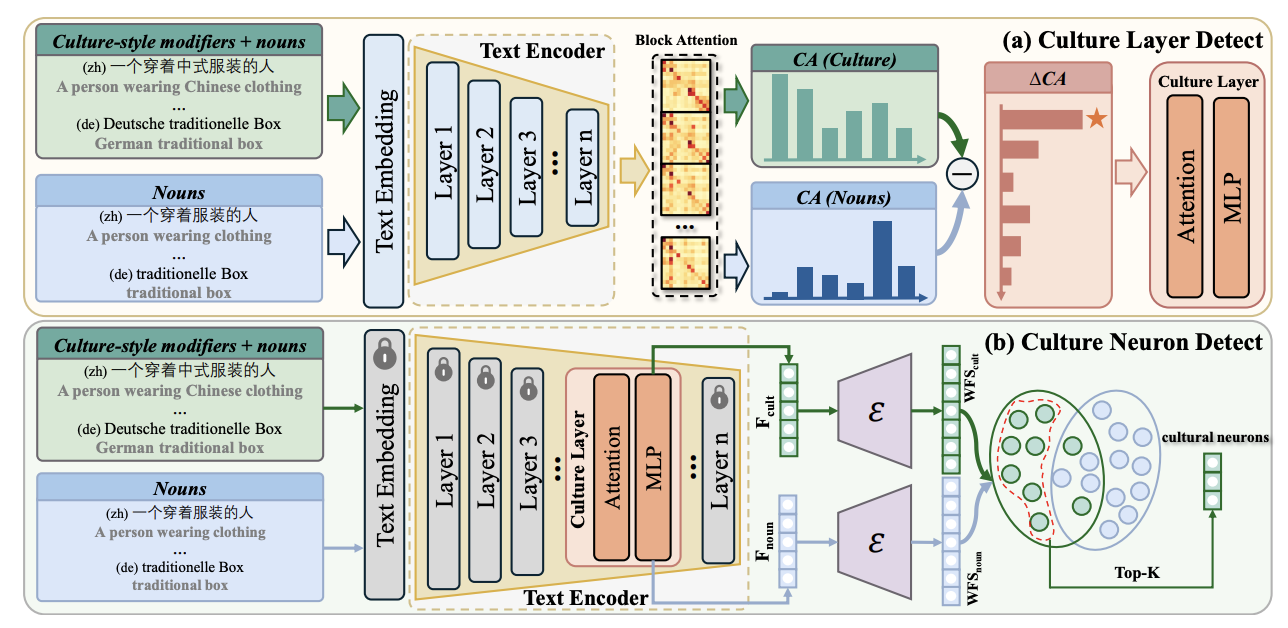 (a) Culture Layer Detect
Culture-style modifiers + nouns
(zh) 一个穿着中式服装的人
A person wearing Chinese clothing
...
(de) Deutsche traditionelle Box
German traditional box
Nouns
(zh) 一个穿着服装的人
A person wearing clothing
...
(de) traditionelle Box
traditional box
Text Embedding
Text Encoder
Layer 1
Layer 2
Layer 3
...
Layer n
Block Attention
...
CA (Culture)
CA (Nouns)
−
ΔCA
Culture Layer
Attention
MLP
(b) Culture Neuron Detect
Culture-style modifiers + nouns
(zh) 一个穿着中式服装的人
A person wearing Chinese clothing
...
(de) Deutsche traditionelle Box
German traditional box
Nouns
(zh) 一个穿着服装的人
A person wearing clothing
...
(de) traditionelle Box
traditional box
Text Embedding
Layer 1
Layer 2
Layer 3
...
Culture Layer
Attention
MLP
...
Layer n
Text Encoder
F_cult
F_noun
ε
ε
WFS_cult
WFS_noun
cultural neurons
Top-K